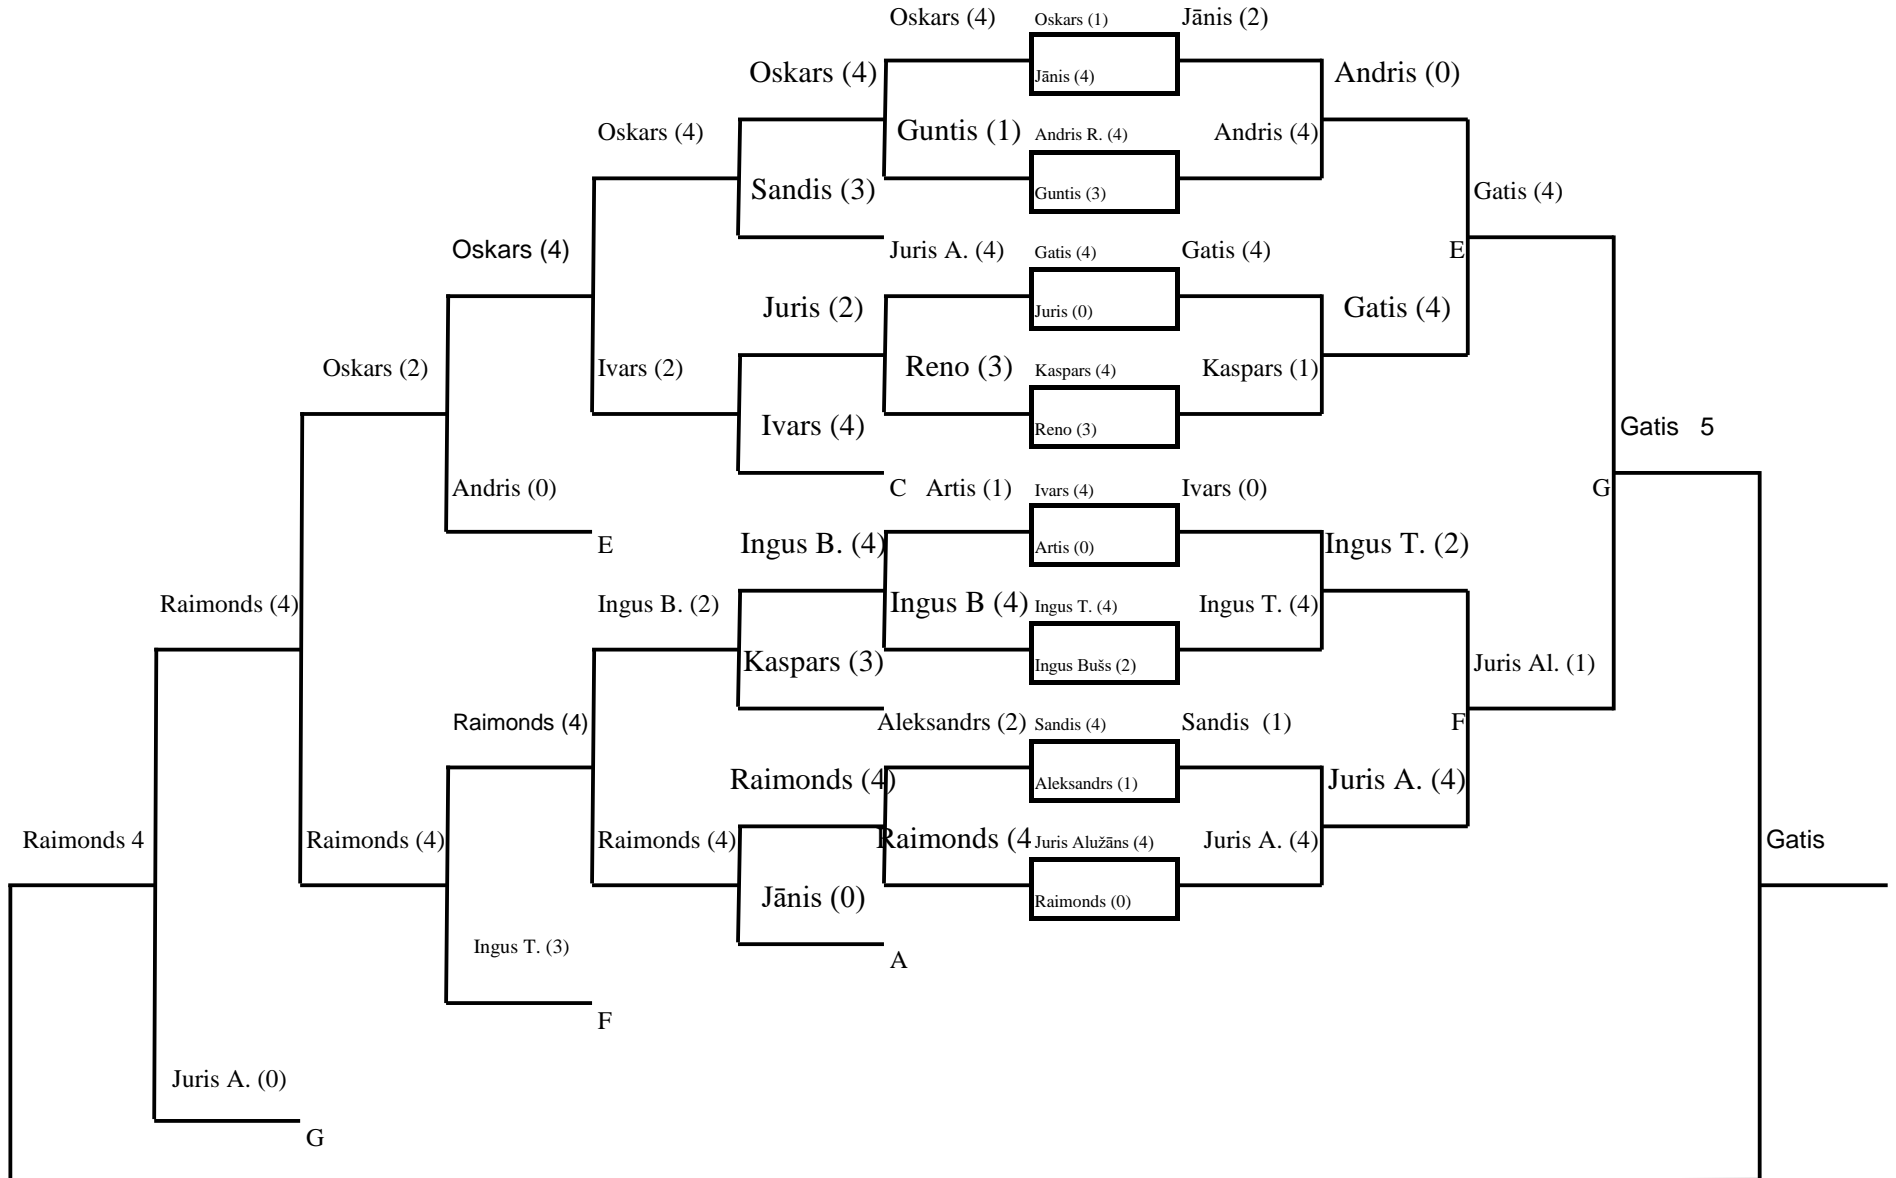 Oskars (4) Oskars (1) Jānis (2)
Oskars (4) Jānis (4) Andris (0)
Oskars (4) Guntis (1) Andris R. (4) Andris (4)
Sandis (3) Guntis (3) Gatis (4)
Oskars (4) Juris A. (4) Gatis (4) Gatis (4) E
Juris (2) Juris (0) Gatis (4)
Oskars (2) Ivars (2) Reno (3) Kaspars (4) Kaspars (1)
Ivars (4) Reno (3) Gatis 5
Andris (0) C Artis (1) Ivars (4) Ivars (0) G
E Ingus B. (4) Artis (0) Ingus T. (2)
Raimonds (4) Ingus B. (2) Ingus B (4) Ingus T. (4) Ingus T. (4)
Kaspars (3) Ingus Bušs (2) Juris Al. (1)
Raimonds (4) Aleksandrs (2) Sandis (4) Sandis (1) F
Raimonds (4) Aleksandrs (1) Juris A. (4)
Raimonds 4 Raimonds (4) Raimonds (4) Raimonds (4 Juris Alužāns (4) Juris A. (4) Gatis
Jānis (0) Raimonds (0)
Ingus T. (3) A
F
Juris A. (0)
G